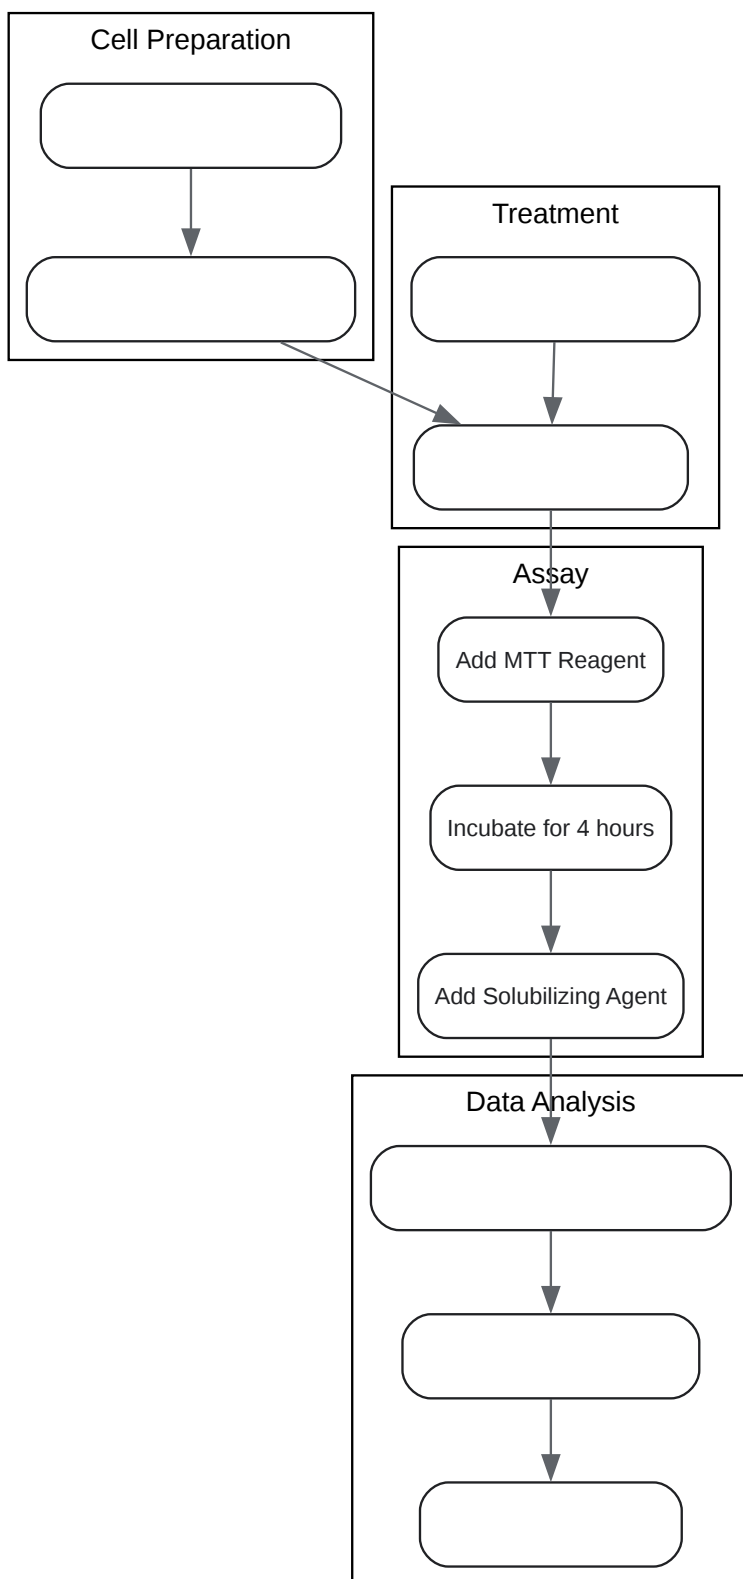 Cell Preparation
Treatment
Assay
Add MTT Reagent
Incubate for 4 hours
Add Solubilizing Agent
Data Analysis